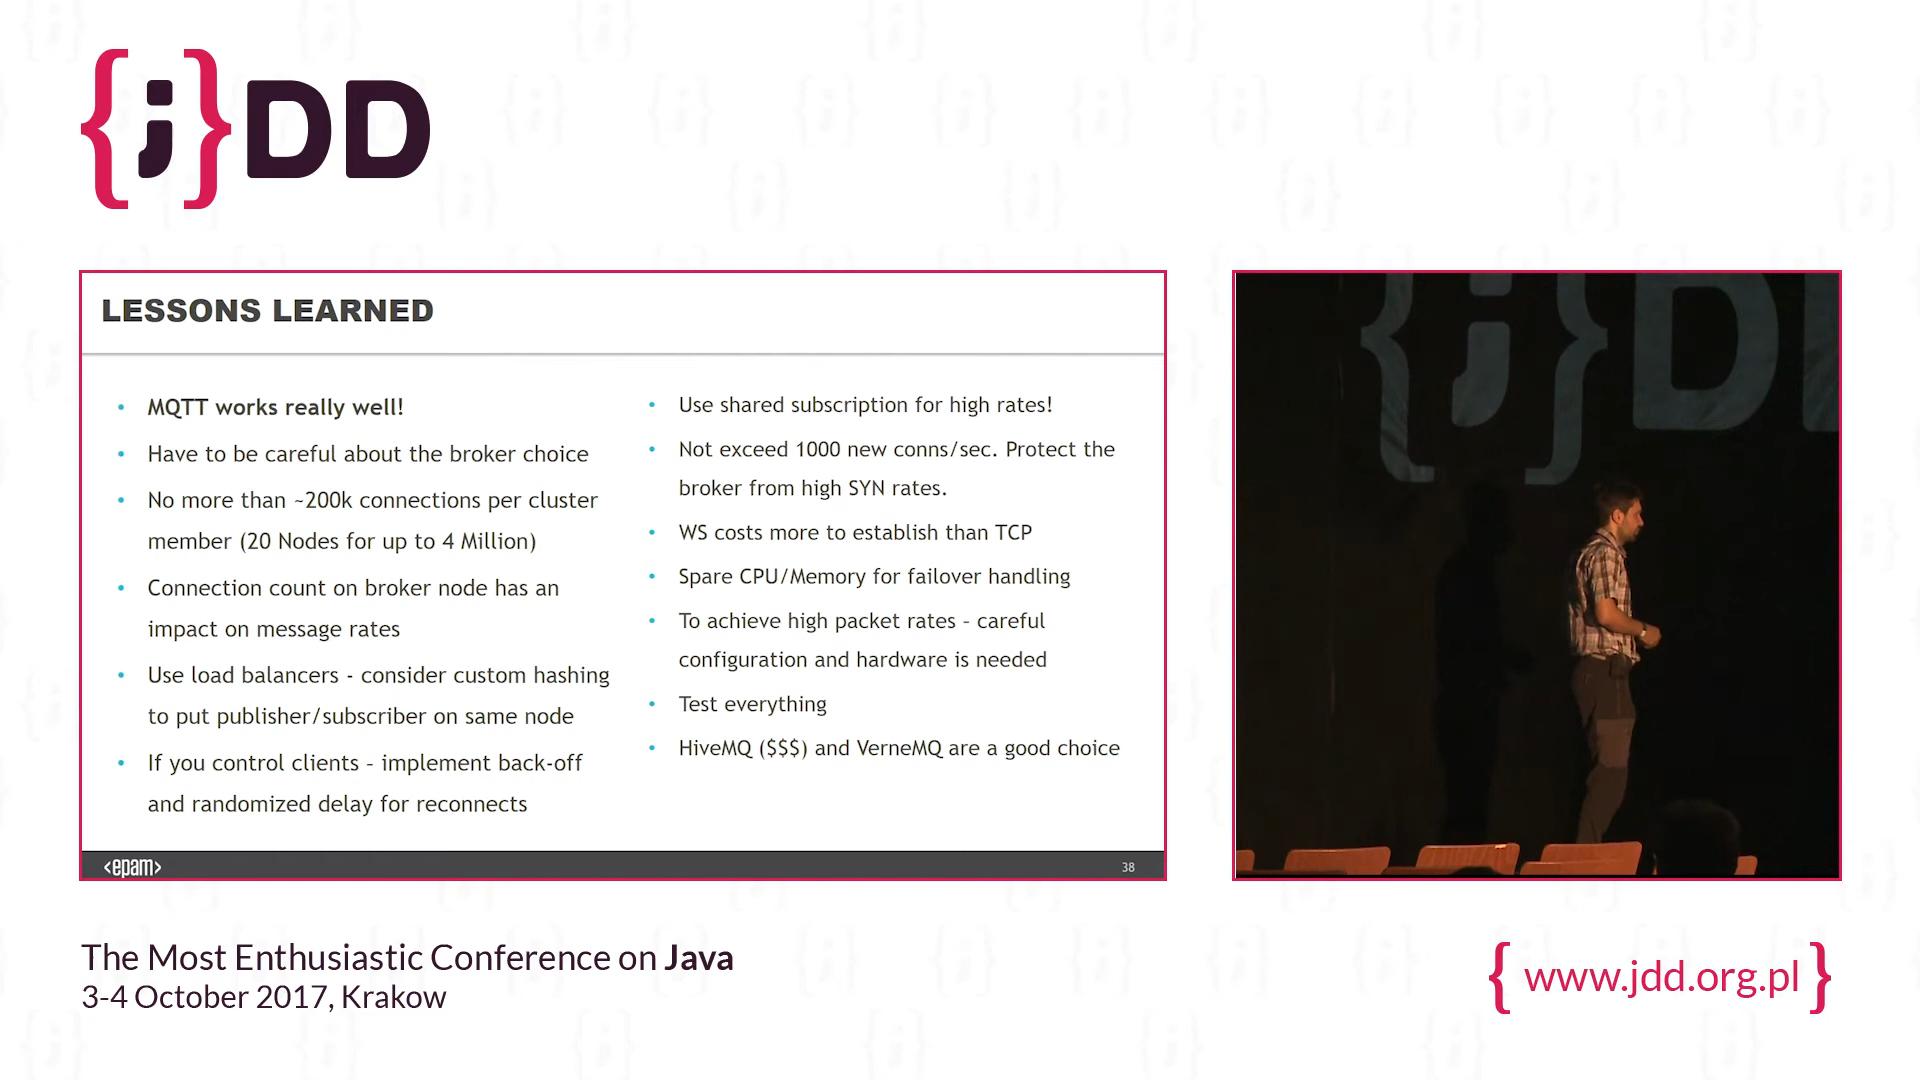 {;}DD
LESSONS LEARNED
• MQTT works really well!
• Have to be careful about the broker choice
• No more than ~200k connections per cluster
member (20 Nodes for up to 4 Million)
• Connection count on broker node has an
impact on message rates
• Use load balancers - consider custom hashing
to put publisher/subscriber on same node
• If you control clients – implement back-off
and randomized delay for reconnects
• Use shared subscription for high rates!
• Not exceed 1000 new conns/sec. Protect the
broker from high SYN rates.
• WS costs more to establish than TCP
• Spare CPU/Memory for failover handling
• To achieve high packet rates – careful
configuration and hardware is needed
• Test everything
• HiveMQ ($$$) and VerneMQ are a good choice
<epam>
38
{;}D
The Most Enthusiastic Conference on Java
3-4 October 2017, Krakow
{ www.jdd.org.pl }